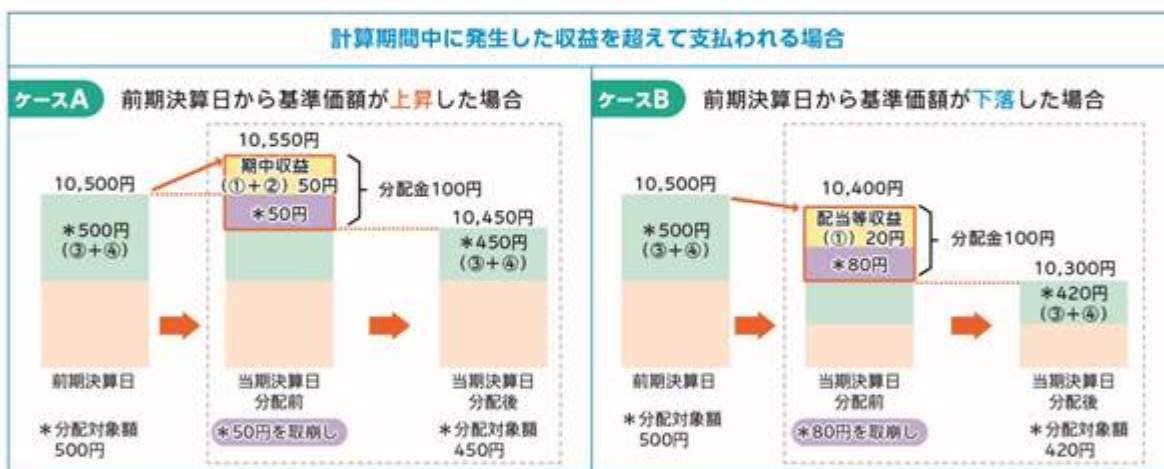 計算期間中に発生した収益を超えて支払われる場合
ケースA 前期決算日から基準価額が上昇した場合
10,550円
期中収益
(①+②) 50円
10,500円
分配金100円
*50円
10,450円
*500円
(③+④)
*450円
(③+④)
前期決算日
当期決算日
分配前
当期決算日
分配後
*分配対象額
500円
*50円を取崩し
*分配対象額
450円
ケースB 前期決算日から基準価額が下落した場合
10,500円
10,400円
配当等収益
(①) 20円
*500円
(③+④)
分配金100円
*80円
10,300円
*420円
(③+④)
前期決算日
当期決算日
分配前
当期決算日
分配後
*分配対象額
500円
*80円を取崩し
*分配対象額
420円